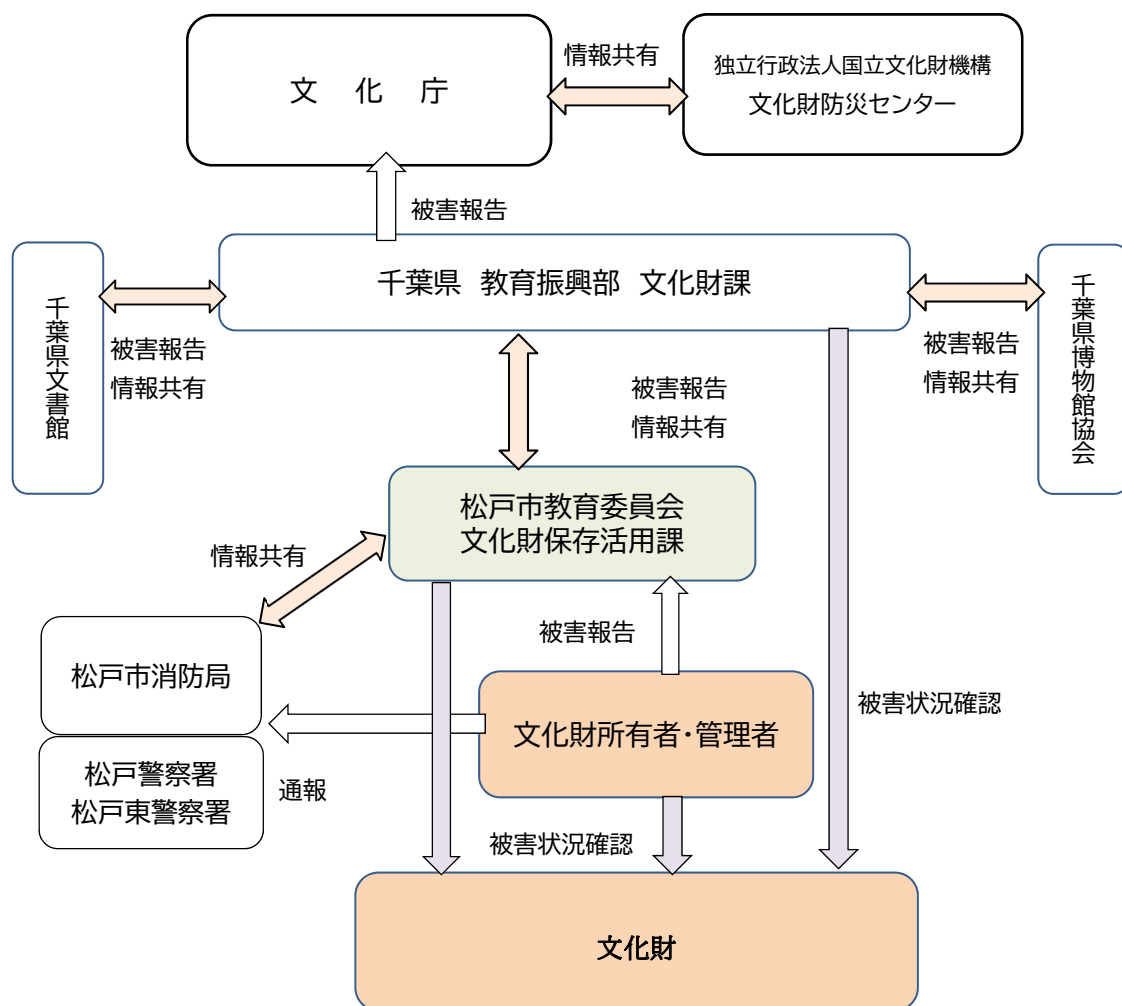 文 化 庁
情報共有
独立行政法人国立文化財機構
文化財防災センター
被害報告
千葉県 教育振興部 文化財課
千葉県文書館
被害報告
情報共有
被害報告
情報共有
被害報告
情報共有
千葉県博物館協会
松戸市教育委員会
文化財保存活用課
情報共有
被害報告
松戸市消防局
文化財所有者・管理者
被害状況確認
松戸警察署
松戸東警察署
通報
被害状況確認
文化財